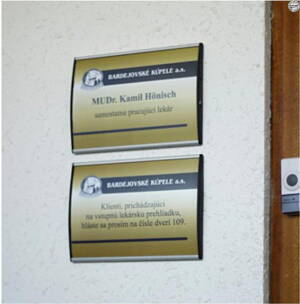 BARDEJOVSKÉ KÚPELE a.s.
MUDr. Kamil Hönisch
samostatne pracujúci lekár
BARDEJOVSKÉ KÚPELE a.s.
Klienti, prichádzajúci
na vstupnú lekársku prehliadku,
hláste sa prosím na čísle dverí 109.